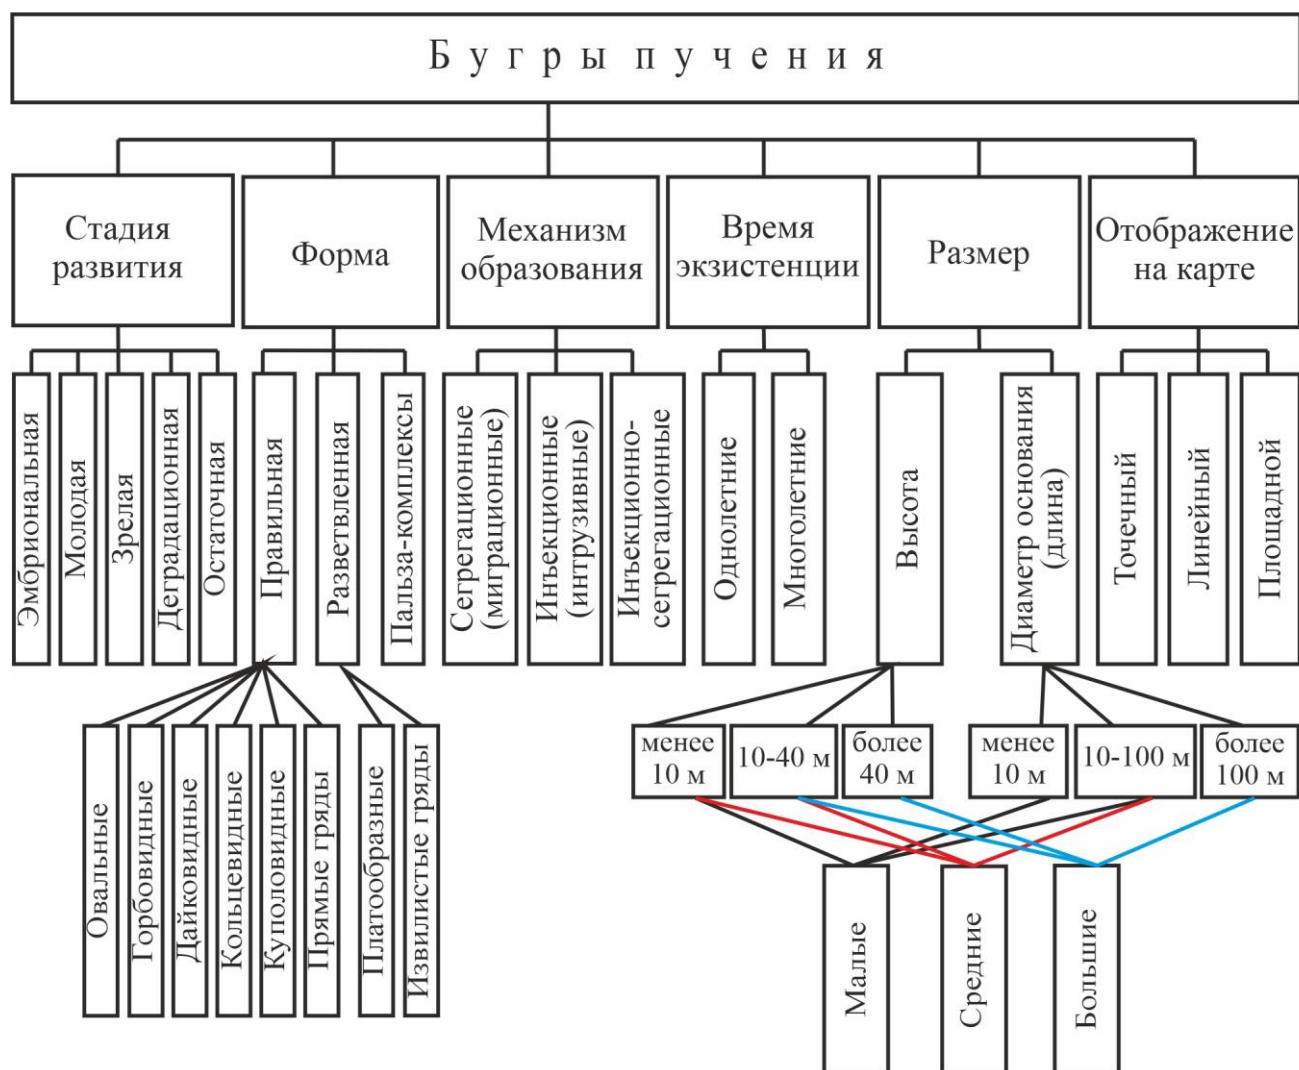 Бугры пучения
Стадия
развития
Форма
Механизм
образования
Время
экзистенции
Размер
Отображение
на карте
Эмбриональная
Молодая
Зрелая
Деградационная
Остаточная
Правильная
Разветвленная
Пальза-комплексы
Сегрегационные
(миграционные)
Инъекционные
(интрузивные)
Инъекционно-
сегрегационные
Однолетние
Многолетние
Высота
Диаметр основания
(длина)
Точечный
Линейный
Площадной
Овальные
Горбовидные
Дайковидные
Кольцевидные
Куполовидные
Прямые гряды
Платообразные
Извилистые гряды
менее
10 м
10-40 м
более
40 м
менее
10 м
10-100 м
более
100 м
Малые
Средние
Большие